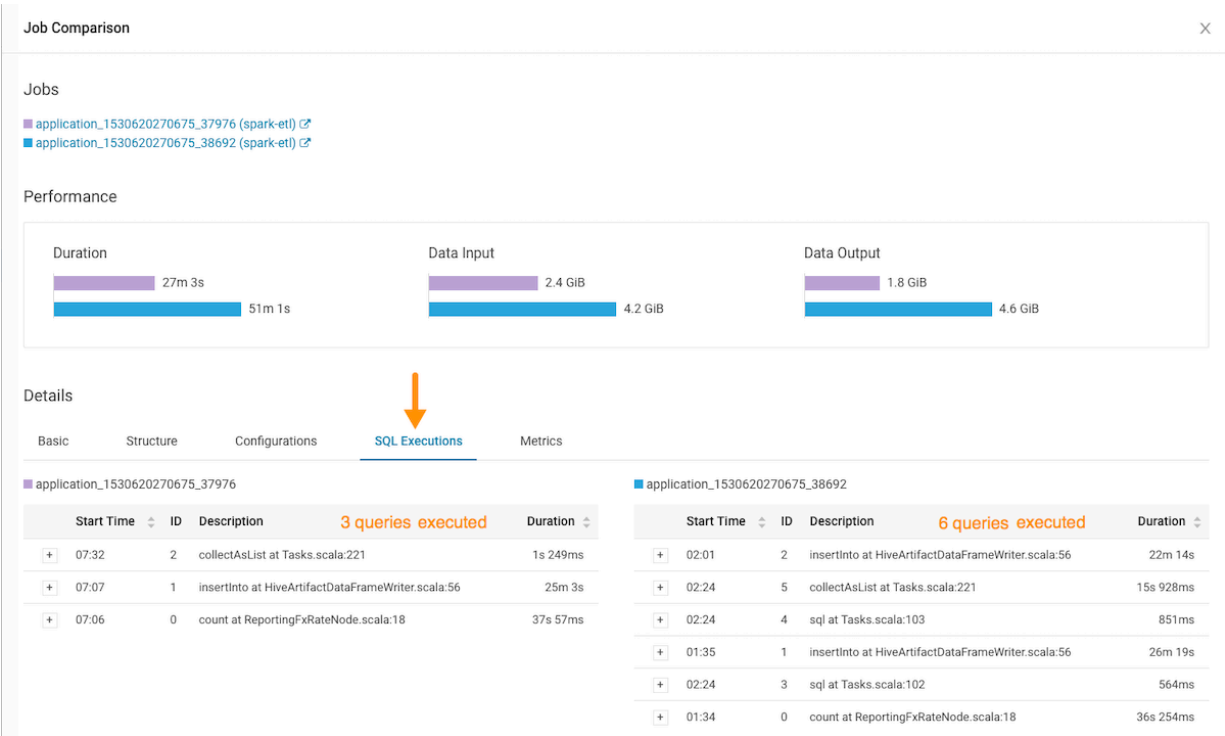 Job Comparison
Jobs
application_1530620270675_37976 (spark-etl)
application_1530620270675_38692 (spark-etl)
Performance
Duration
27m 3s
51m 1s
Data Input
2.4 GiB
4.2 GiB
Data Output
1.8 GiB
4.6 GiB
Details
Basic Structure Configurations SQL Executions Metrics
application_1530620270675_37976
Start Time ID Description 3 queries executed Duration
+ 07:32 2 collectAsList at Tasks.scala:221 1s 249ms
+ 07:07 1 insertInto at HiveArtifactDataFrameWriter.scala:56 25m 3s
+ 07:06 0 count at ReportingFxRateNode.scala:18 37s 57ms
application_1530620270675_38692
Start Time ID Description 6 queries executed Duration
+ 02:01 2 insertInto at HiveArtifactDataFrameWriter.scala:56 22m 14s
+ 02:24 5 collectAsList at Tasks.scala:221 15s 928ms
+ 02:24 4 sql at Tasks.scala:103 851ms
+ 01:35 1 insertInto at HiveArtifactDataFrameWriter.scala:56 26m 19s
+ 02:24 3 sql at Tasks.scala:102 564ms
+ 01:34 0 count at ReportingFxRateNode.scala:18 36s 254ms